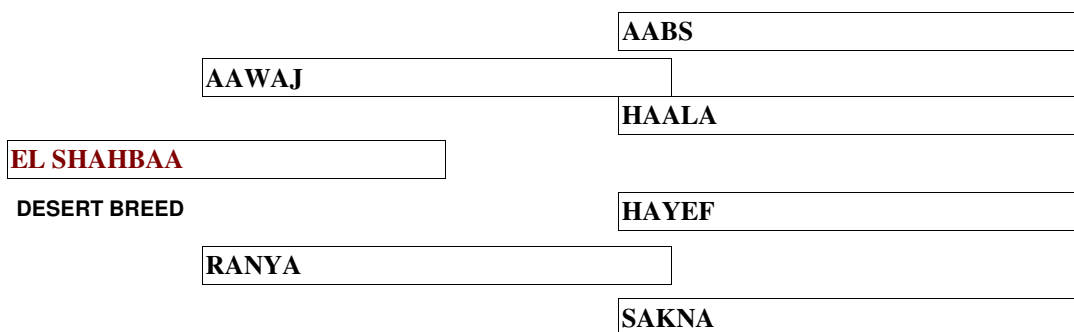 AABS
AAWAJ
HAALA
EL SHAHBAA
DESERT BREED
HAYEF
RANYA
SAKNA